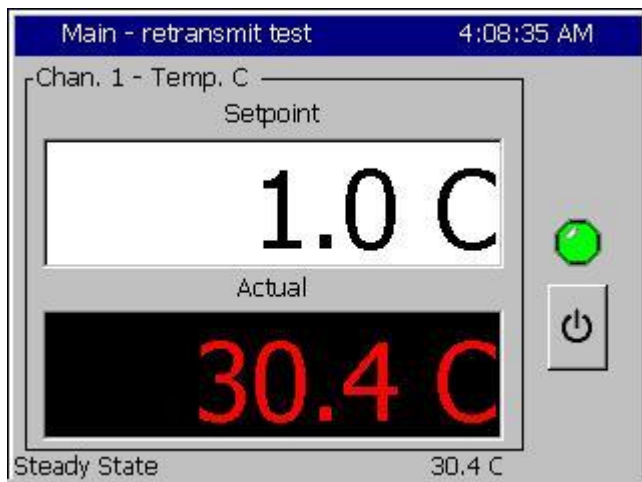 Main - retransmit test 4:08:35 AM
Chan. 1 - Temp. C
Setpoint
1.0 C
Actual
30.4 C
Steady State 30.4 C